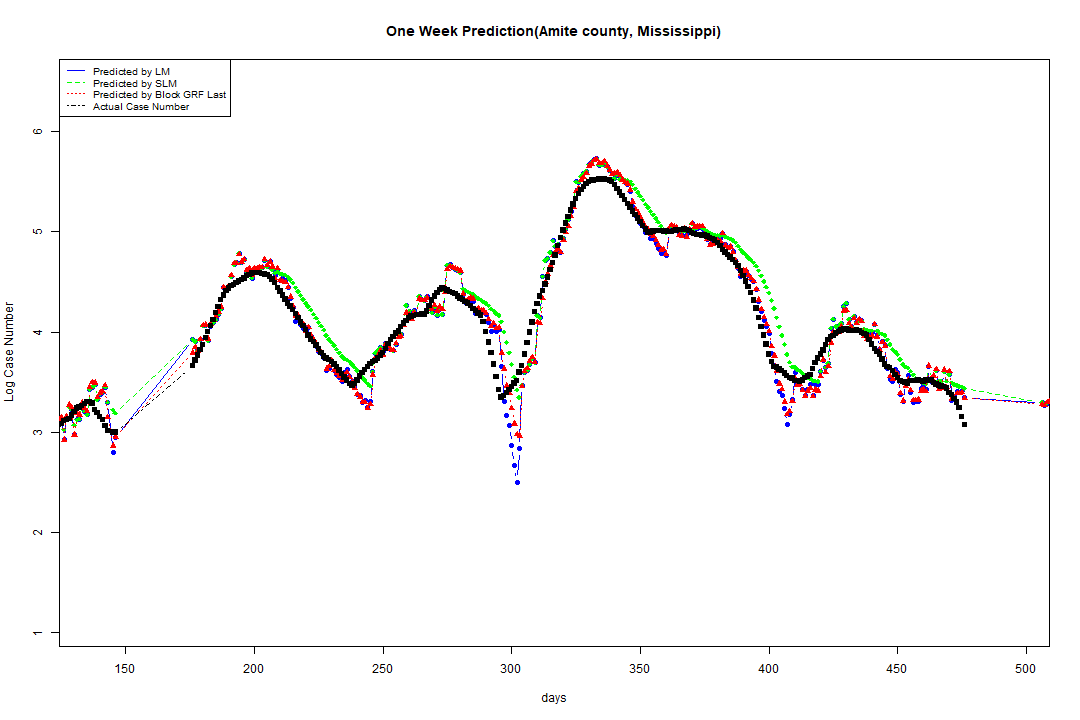 One Week Prediction(Amite county, Mississippi)
Predicted by LM
Predicted by SLM
Predicted by Block GRF Last
Actual Case Number
6
5
4
3
2
1
Log Case Number
150 200 250 300 350 400 450 500
days